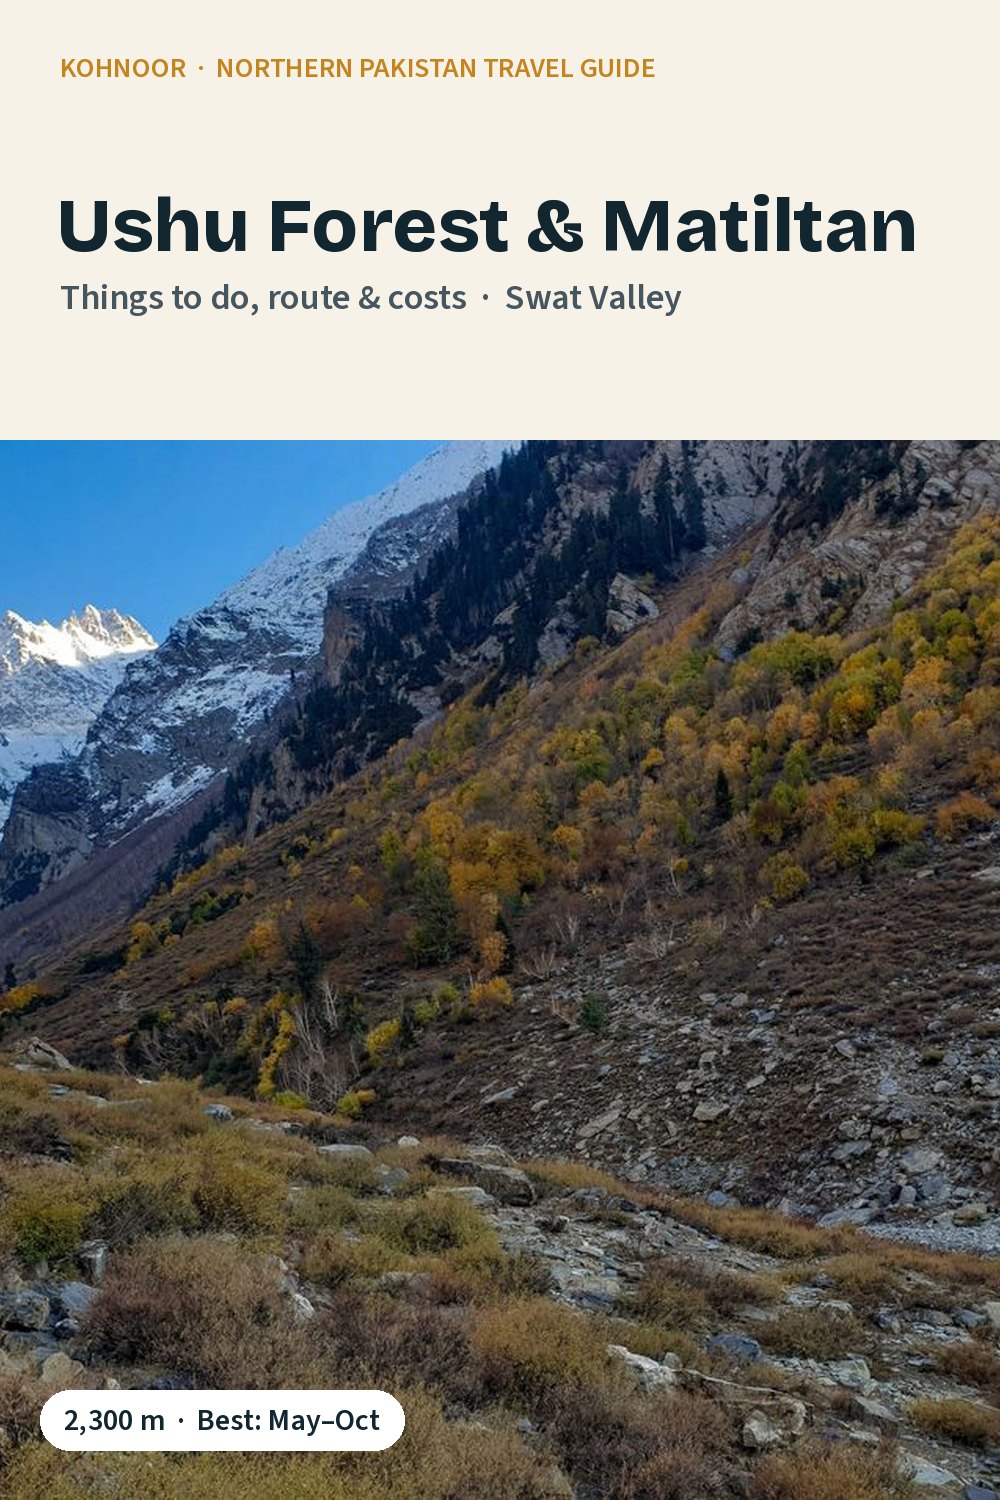 KOHNOOR · NORTHERN PAKISTAN TRAVEL GUIDE
Ushu Forest & Matiltan
Things to do, route & costs · Swat Valley
2,300 m · Best: May–Oct